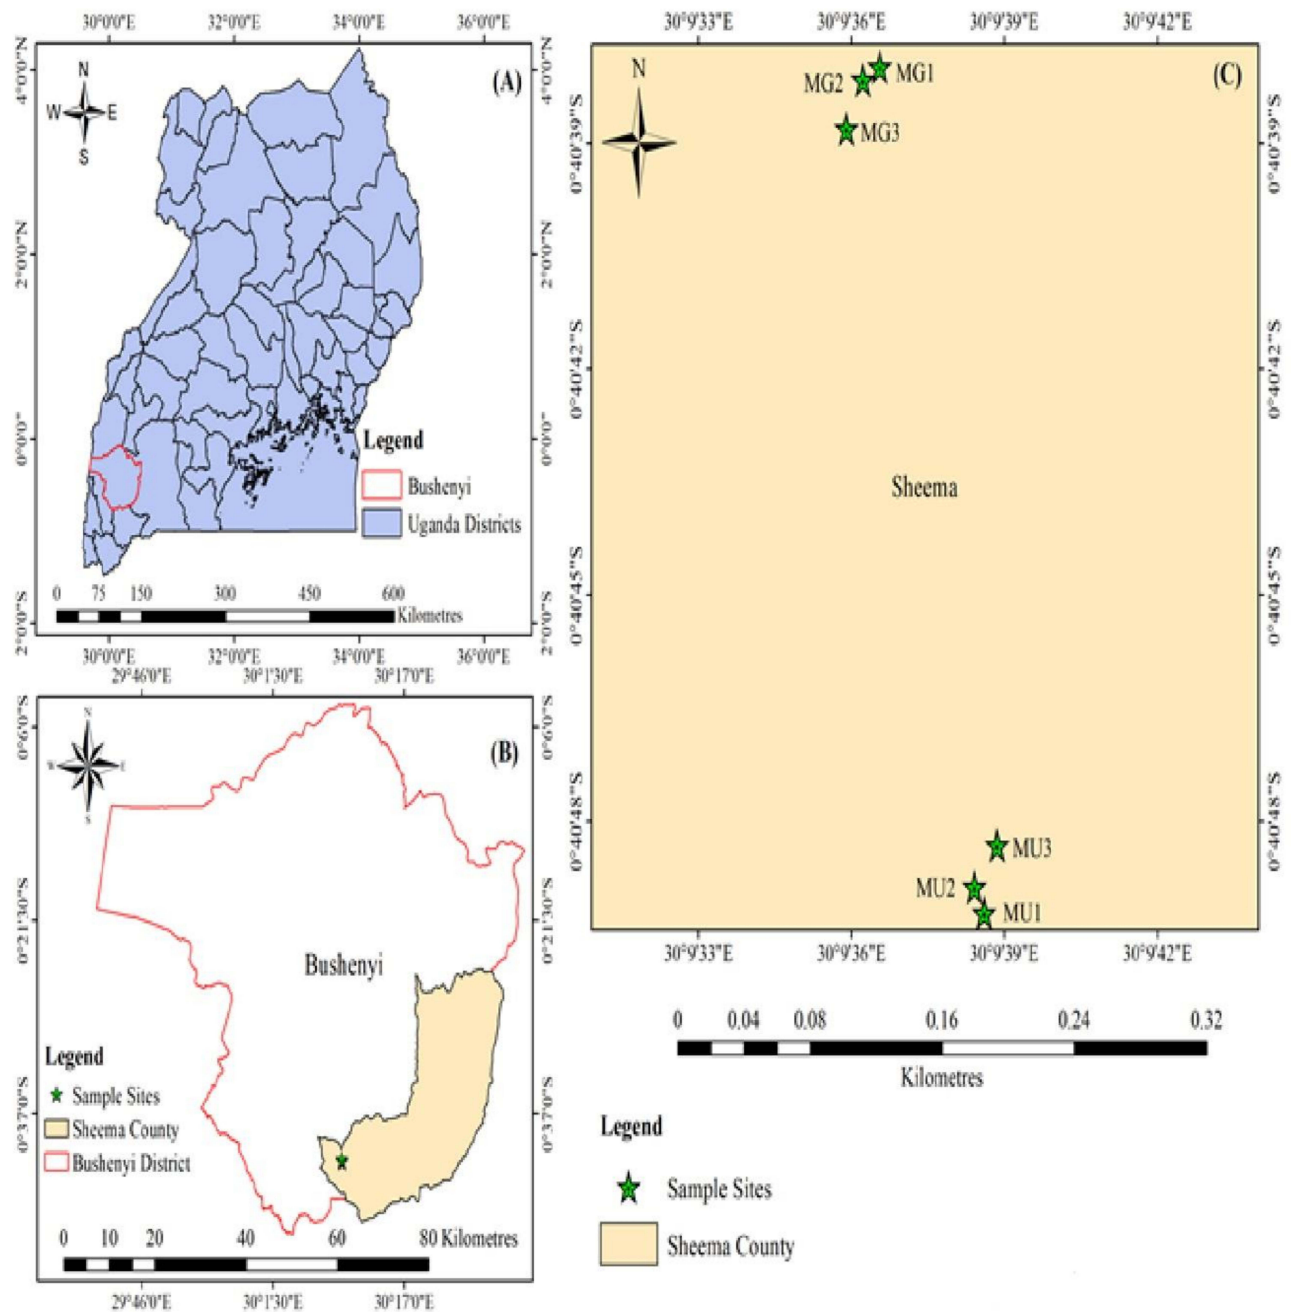 30°0'0"E 32°0'0"E 34°0'0"E 36°0'0"E
4°0'0"N
2°0'0"N
0°0'0"
2°0'0"S
4°0'0"N
2°0'0"N
0°0'0"
2°0'0"S
N
W E
S
(A)
Legend
Bushenyi
Uganda Districts
0 75 150 300 450 600
Kilometres
30°0'0"E 32°0'0"E 34°0'0"E 36°0'0"E
29°46'0"E 30°1'30"E 30°17'0"E
0°6'0"S
0°21'30"S
0°37'0"S
0°6'0"S
0°21'30"S
0°37'0"S
N
W E
S
(B)
Bushenyi
Legend
Sample Sites
Sheema County
Bushenyi District
0 10 20 40 60 80 Kilometres
29°46'0"E 30°1'30"E 30°17'0"E
30°9'33"E 30°9'36"E 30°9'39"E 30°9'42"E
0°40'39"S
0°40'42"S
0°40'45"S
0°40'48"S
0°40'39"S
0°40'42"S
0°40'45"S
0°40'48"S
N
(C)
MG1
MG2
MG3
Sheema
MU3
MU2
MU1
30°9'33"E 30°9'36"E 30°9'39"E 30°9'42"E
0 0.04 0.08 0.16 0.24 0.32
Kilometres
Legend
Sample Sites
Sheema County